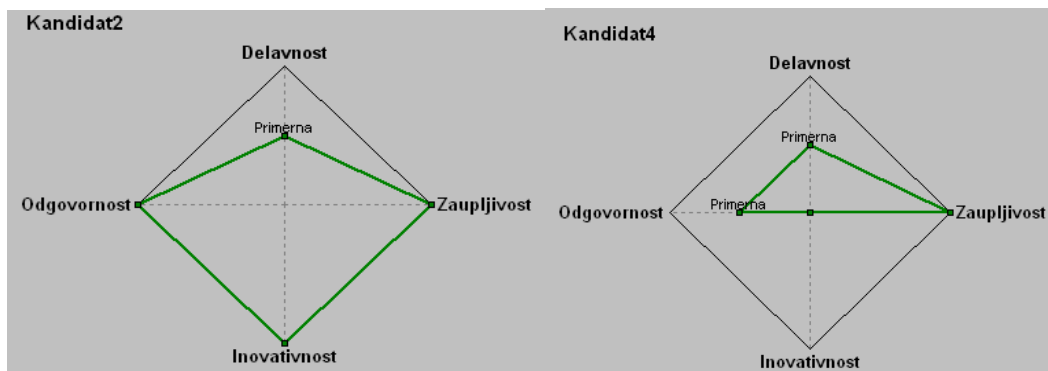 Kandidat2
Delavnost
Primerna
Odgovornost
Zaupljivost
Inovativnost
Kandidat4
Delavnost
Primerna
Odgovornost
Primerna
Zaupljivost
Inovativnost